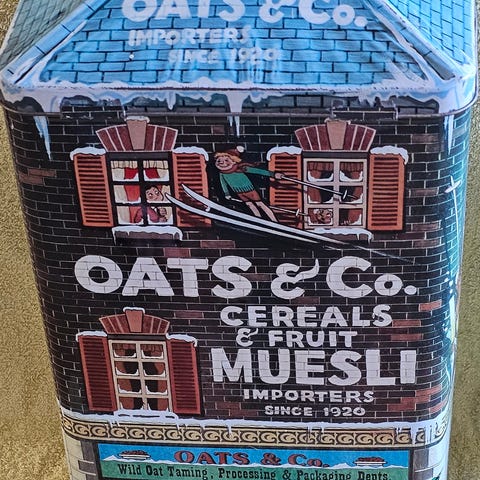 OATS & Co.
IMPORTERS
SINCE 1920
OATS & Co.
CEREALS
& FRUIT
MUESLI
IMPORTERS
SINCE 1920
OATS & Co.
Wild Oat Taming, Processing & Packaging Depts.